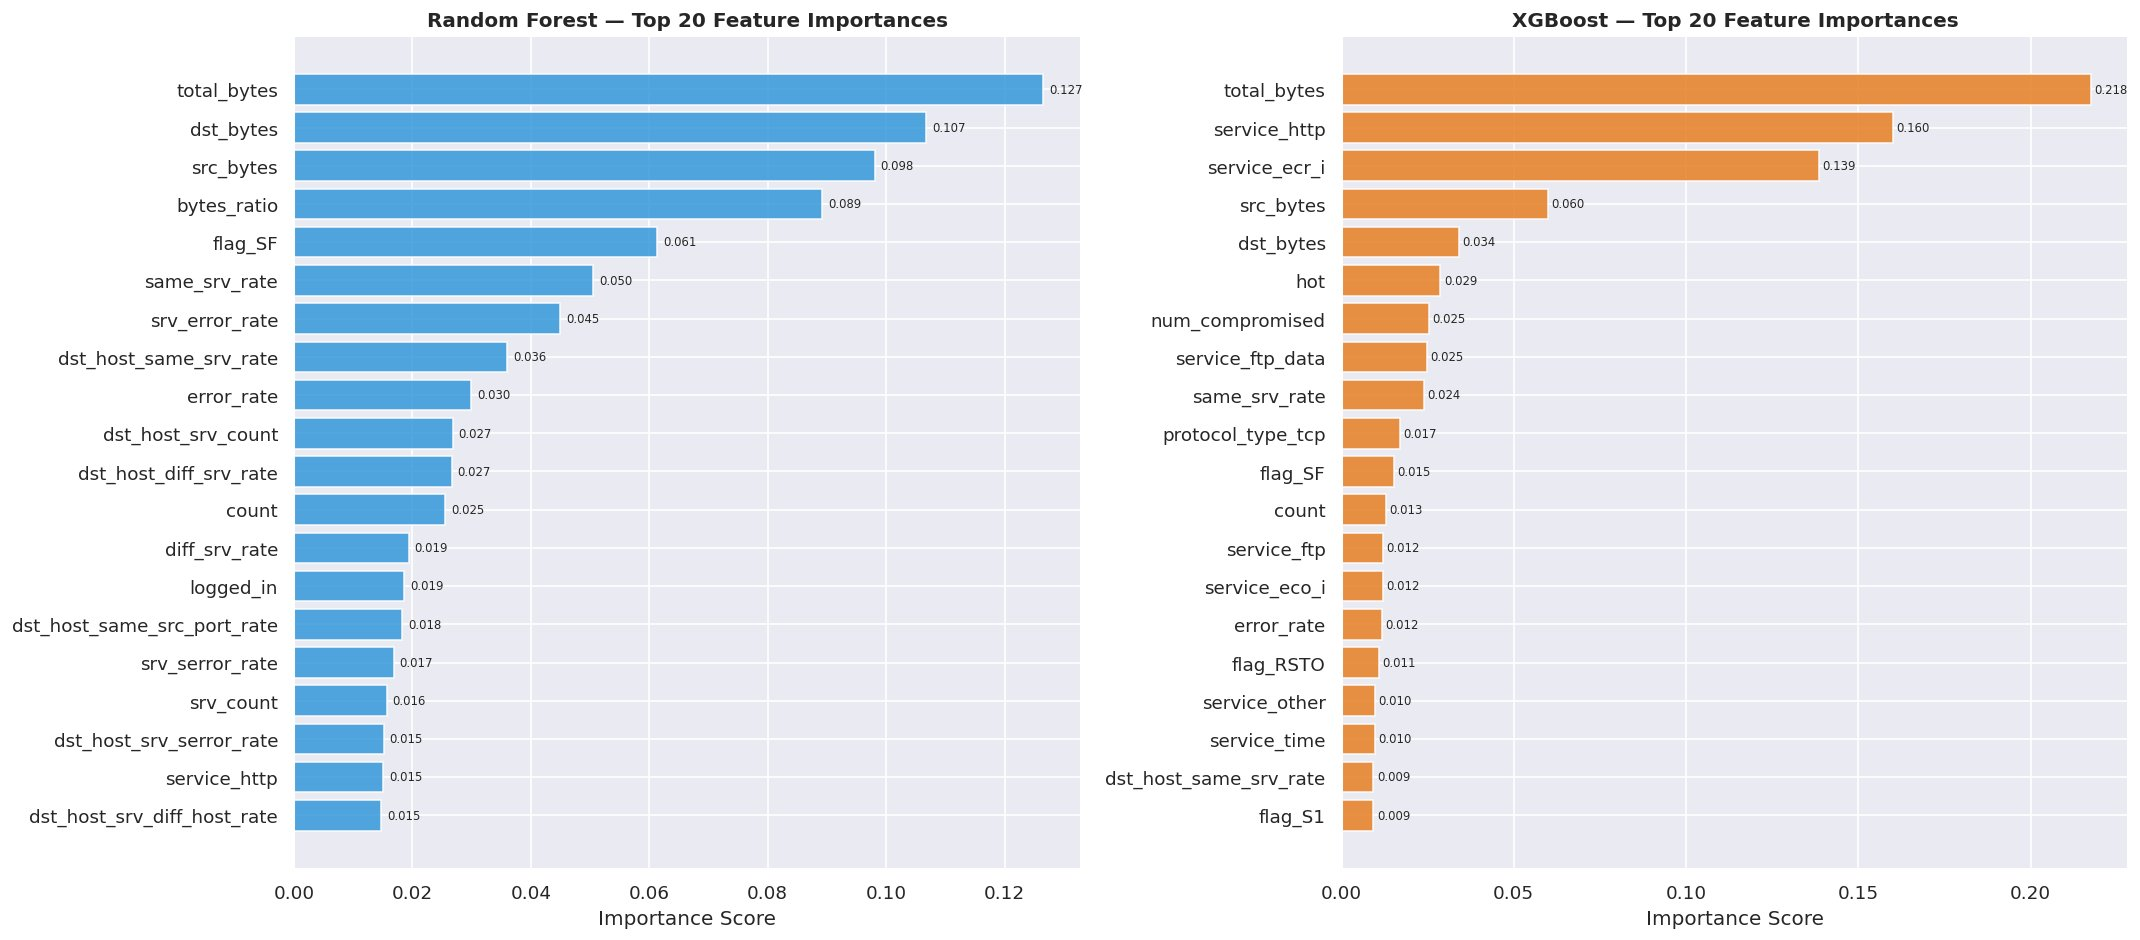 Random Forest — Top 20 Feature Importances
total_bytes 0.127
dst_bytes 0.107
src_bytes 0.098
bytes_ratio 0.089
flag_SF 0.061
same_srv_rate 0.050
srv_error_rate 0.045
dst_host_same_srv_rate 0.036
error_rate 0.030
dst_host_srv_count 0.027
dst_host_diff_srv_rate 0.027
count 0.025
diff_srv_rate 0.019
logged_in 0.019
dst_host_same_src_port_rate 0.018
srv_serror_rate 0.017
srv_count 0.016
dst_host_srv_serror_rate 0.015
service_http 0.015
dst_host_srv_diff_host_rate 0.015
0.00 0.02 0.04 0.06 0.08 0.10 0.12
Importance Score
XGBoost — Top 20 Feature Importances
total_bytes 0.218
service_http 0.160
service_ecr_i 0.139
src_bytes 0.060
dst_bytes 0.034
hot 0.029
num_compromised 0.025
service_ftp_data 0.025
same_srv_rate 0.024
protocol_type_tcp 0.017
flag_SF 0.015
count 0.013
service_ftp 0.012
service_eco_i 0.012
error_rate 0.012
flag_RSTO 0.011
service_other 0.010
service_time 0.010
dst_host_same_srv_rate 0.009
flag_S1 0.009
0.00 0.05 0.10 0.15 0.20
Importance Score